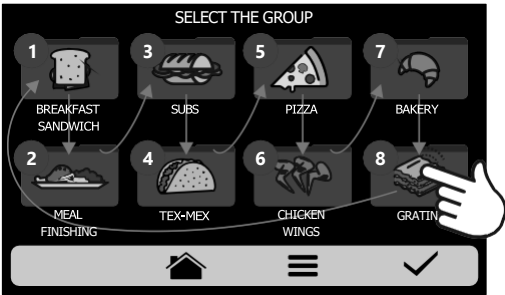 SELECT THE GROUP
1
3
5
7
BREAKFAST
SANDWICH
SUBS
PIZZA
BAKERY
2
4
6
8
MEAL
FINISHING
TEX-MEX
CHICKEN
WINGS
GRATIN